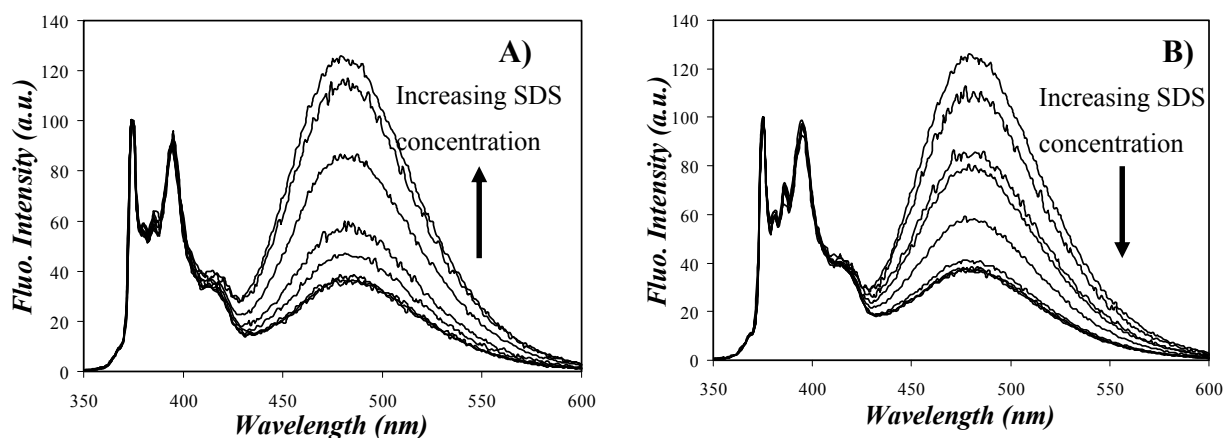 A)
Increasing SDS
concentration
Fluo. Intensity (a.u.)
140
120
100
80
60
40
20
0
350 400 450 500 550 600
Wavelength (nm)
B)
Increasing SDS
concentration
Fluo. Intensity (a.u.)
140
120
100
80
60
40
20
0
350 400 450 500 550 600
Wavelength (nm)